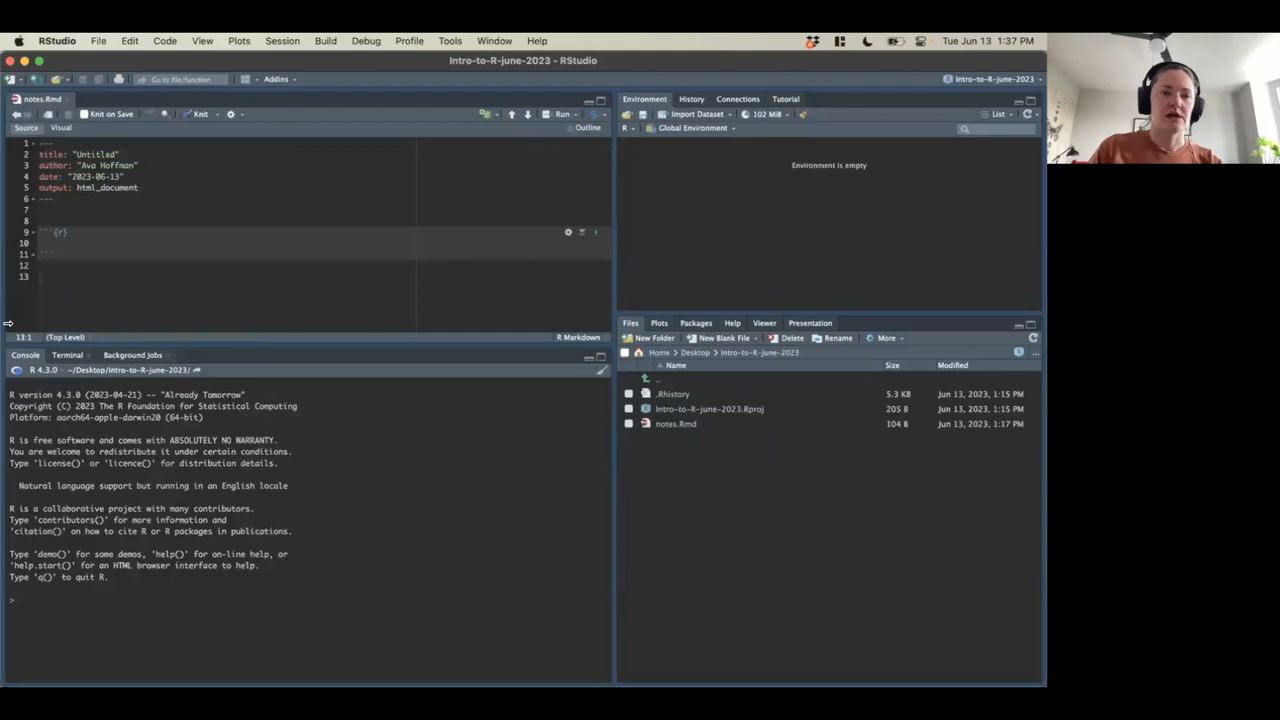 RStudio File Edit Code View Plots Session Build Debug Profile Tools Window Help Tue Jun 13 1:37 PM
Intro-to-R-june-2023 - RStudio
Go to file/function Addins Intro-to-R-june-2023
notes.Rmd
Knit on Save Knit Run
Source Visual Outline
1 ---
2 title: "Untitled"
3 author: "Ava Hoffman"
4 date: "2023-06-13"
5 output: html_document
6 ---
7
8
9 ```{r}
10
11 ```
12
13
13:1 (Top Level) R Markdown
Console Terminal Background Jobs
R 4.3.0 · ~/Desktop/intro-to-R-june-2023/
R version 4.3.0 (2023-04-21) -- "Already Tomorrow"
Copyright (C) 2023 The R Foundation for Statistical Computing
Platform: aarch64-apple-darwin20 (64-bit)
R is free software and comes with ABSOLUTELY NO WARRANTY.
You are welcome to redistribute it under certain conditions.
Type 'license()' or 'licence()' for distribution details.
Natural language support but running in an English locale
R is a collaborative project with many contributors.
Type 'contributors()' for more information and
'citation()' on how to cite R or R packages in publications.
Type 'demo()' for some demos, 'help()' for on-line help, or
'help.start()' for an HTML browser interface to help.
Type 'q()' to quit R.
>
Environment History Connections Tutorial
Import Dataset 102 MiB List
R Global Environment
Environment is empty
Files Plots Packages Help Viewer Presentation
New Folder New Blank File Delete Rename More
Home Desktop Intro-to-R-june-2023 ...
Name Size Modified
..
.Rhistory 5.3 KB Jun 13, 2023, 1:15 PM
Intro-to-R-june-2023.Rproj 205 B Jun 13, 2023, 1:15 PM
notes.Rmd 104 B Jun 13, 2023, 1:17 PM